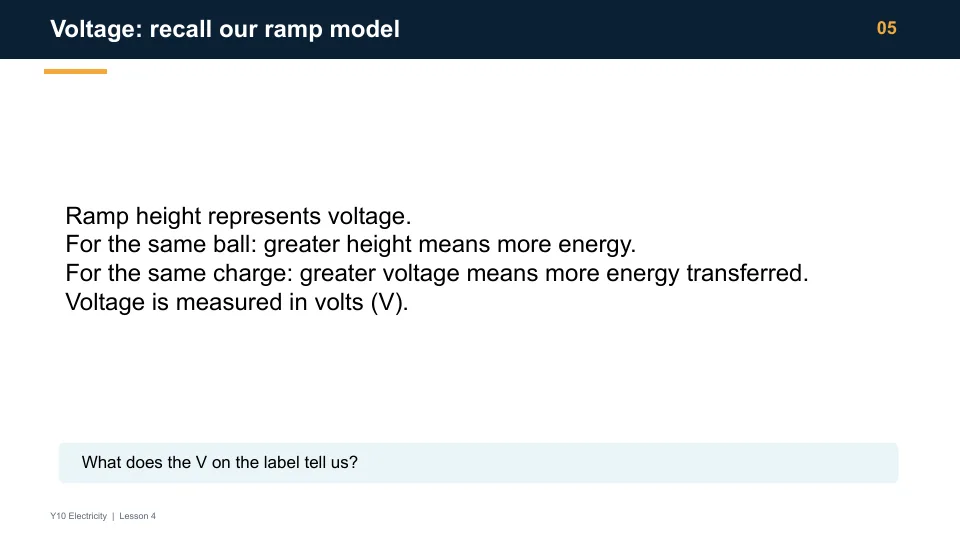 Voltage: recall our ramp model
05
Ramp height represents voltage.
For the same ball: greater height means more energy.
For the same charge: greater voltage means more energy transferred.
Voltage is measured in volts (V).
What does the V on the label tell us?
Y10 Electricity | Lesson 4